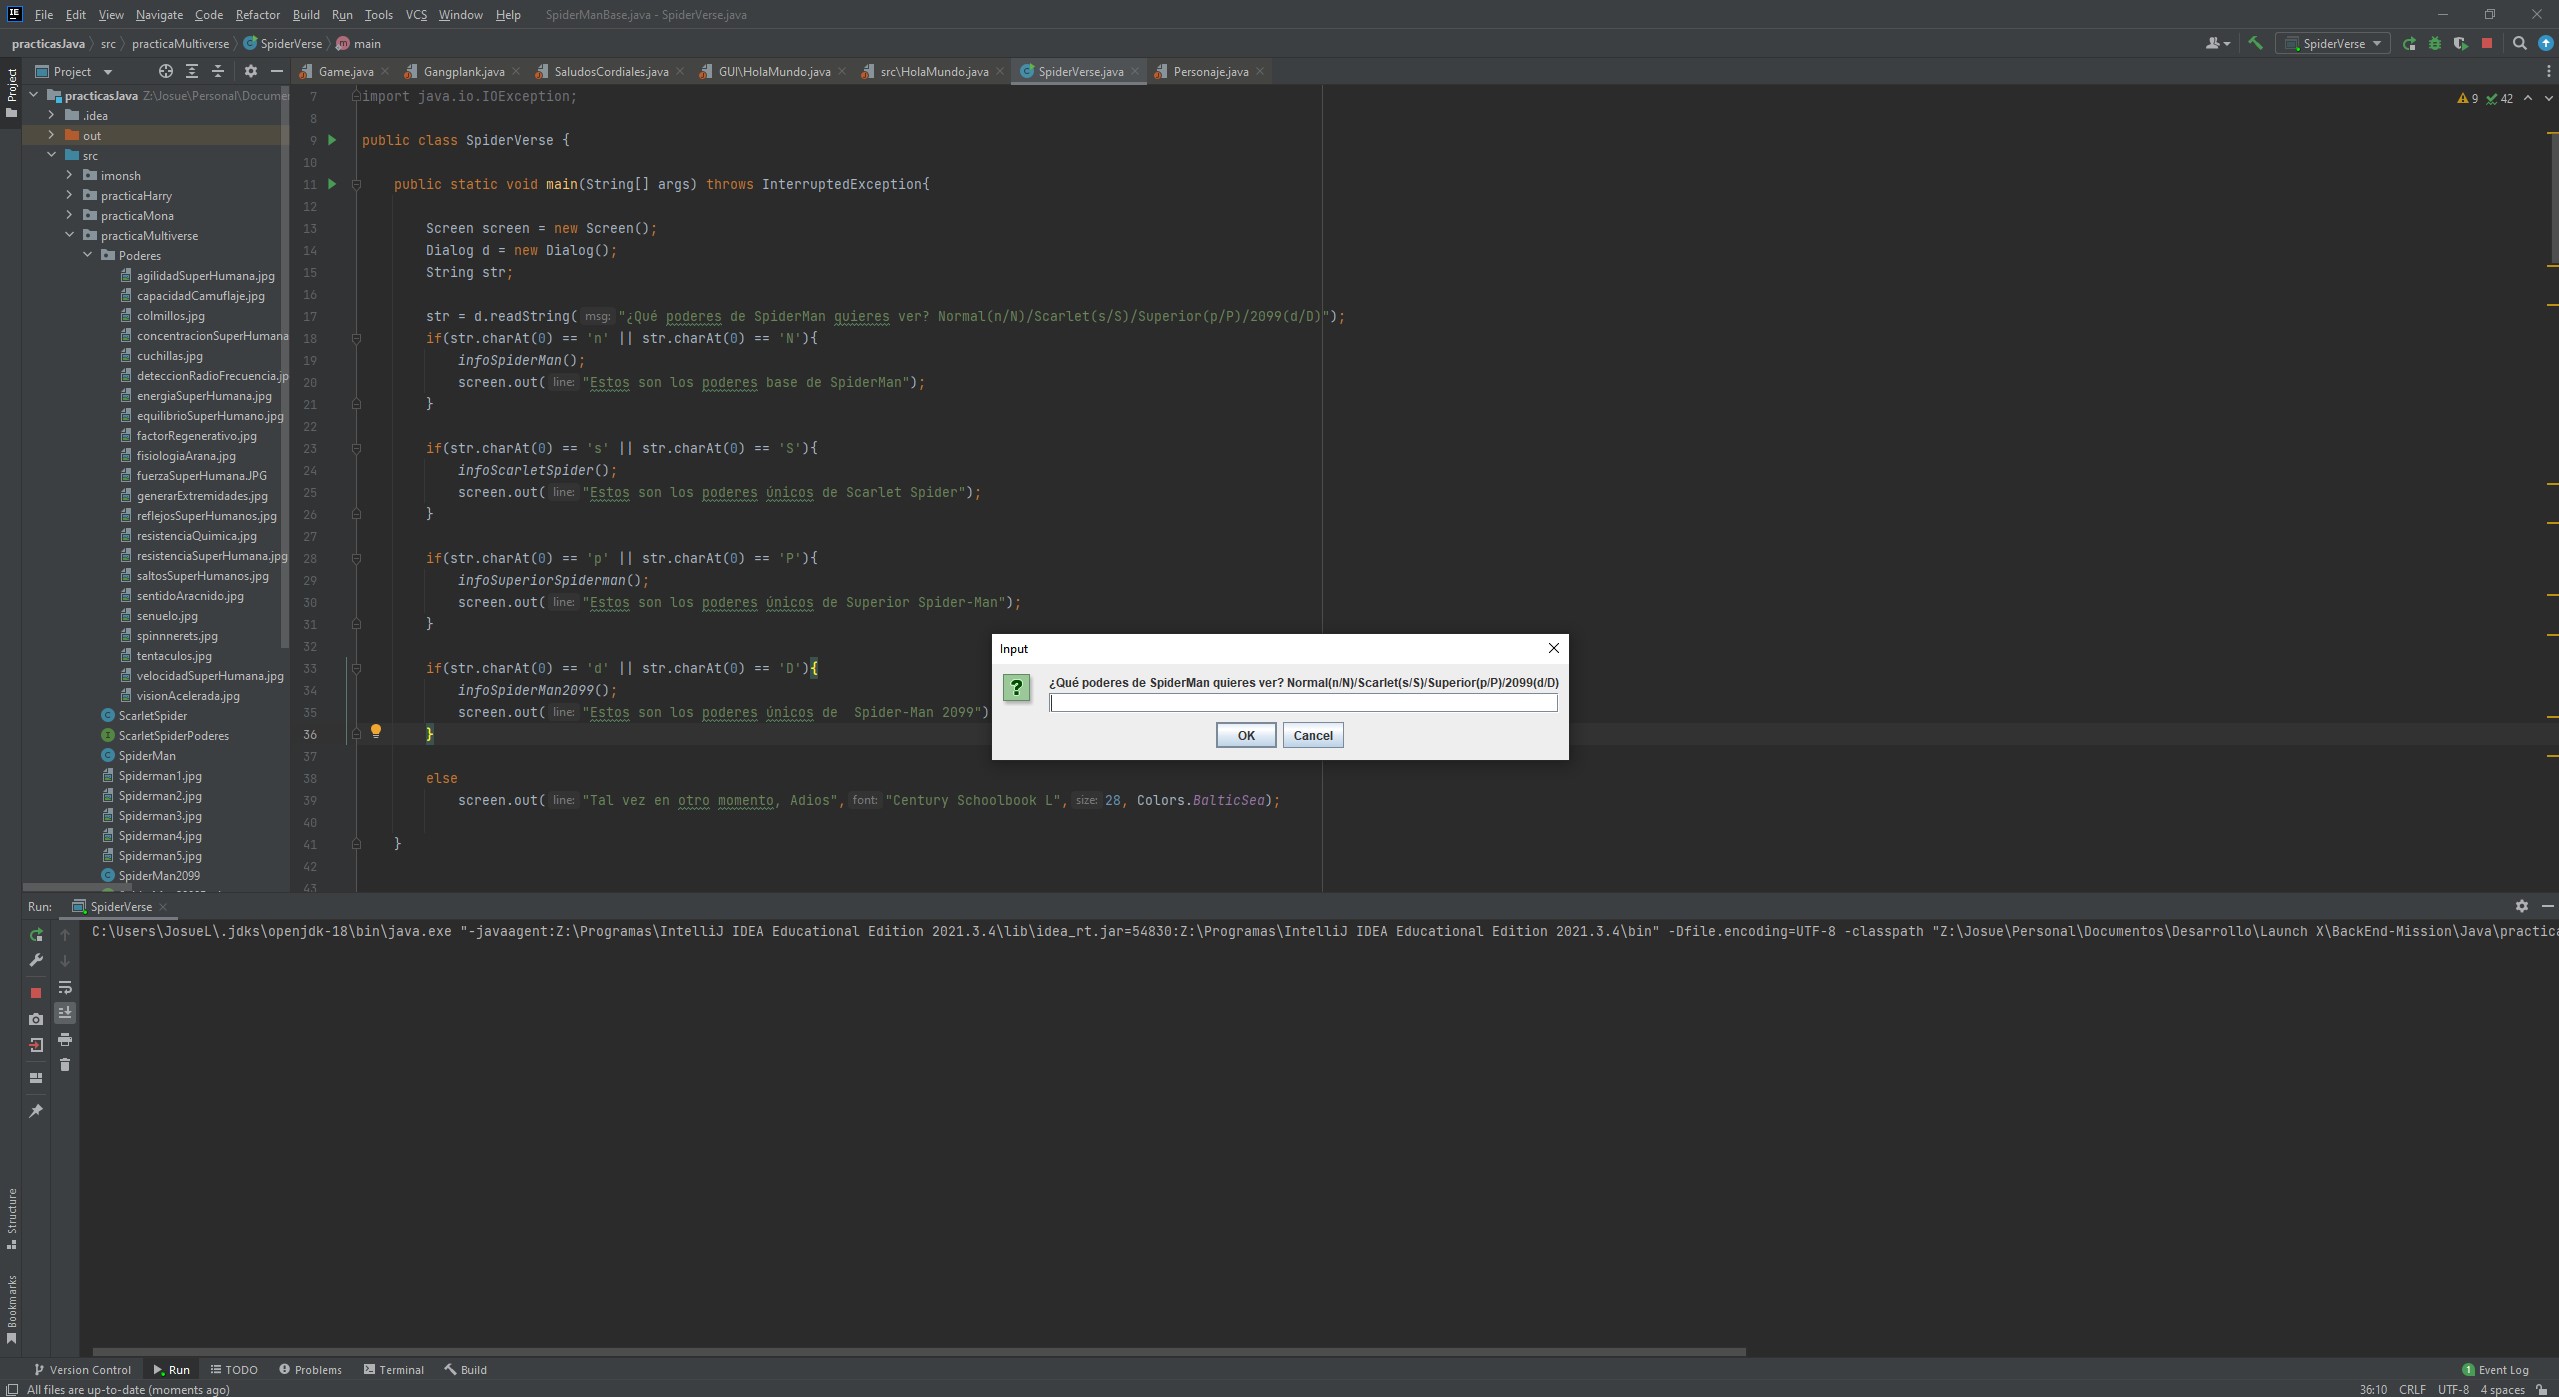 File Edit View Navigate Code Refactor Build Run Tools VCS Window Help SpiderManBase.java - SpiderVerse.java
practicasJava src practicaMultiverse SpiderVerse main SpiderVerse
Project Game.java Gangplank.java SaludosCordiales.java GUI\HolaMundo.java src\HolaMundo.java SpiderVerse.java Personaje.java
Project
practicasJava Z:\Josue\Personal\Documen
.idea
out
src
imonsh
practicaHarry
practicaMona
practicaMultiverse
Poderes
agilidadSuperHumana.jpg
capacidadCamuflaje.jpg
colmillos.jpg
concentracionSuperHumana
cuchillas.jpg
deteccionRadioFrecuencia.jp
energiaSuperHumana.jpg
equilibrioSuperHumano.jpg
factorRegenerativo.jpg
fisiologiaArana.jpg
fuerzaSuperHumana.JPG
generarExtremidades.jpg
reflejosSuperHumanos.jpg
resistenciaQuimica.jpg
resistenciaSuperHumana.jpg
saltosSuperHumanos.jpg
sentidoAracnido.jpg
senuelo.jpg
spinnnerets.jpg
tentaculos.jpg
velocidadSuperHumana.jpg
visionAcelerada.jpg
ScarletSpider
ScarletSpiderPoderes
SpiderMan
Spiderman1.jpg
Spiderman2.jpg
Spiderman3.jpg
Spiderman4.jpg
Spiderman5.jpg
SpiderMan2099
9 42
7 import java.io.IOException;
8
9 public class SpiderVerse {
10
11 public static void main(String[] args) throws InterruptedException{
12
13 Screen screen = new Screen();
14 Dialog d = new Dialog();
15 String str;
16
17 str = d.readString( msg: "¿Qué poderes de SpiderMan quieres ver? Normal(n/N)/Scarlet(s/S)/Superior(p/P)/2099(d/D)");
18 if(str.charAt(0) == 'n' || str.charAt(0) == 'N'){
19 infoSpiderMan();
20 screen.out( line: "Estos son los poderes base de SpiderMan");
21 }
22
23 if(str.charAt(0) == 's' || str.charAt(0) == 'S'){
24 infoScarletSpider();
25 screen.out( line: "Estos son los poderes únicos de Scarlet Spider");
26 }
27
28 if(str.charAt(0) == 'p' || str.charAt(0) == 'P'){
29 infoSuperiorSpiderman();
30 screen.out( line: "Estos son los poderes únicos de Superior Spider-Man");
31 }
32
33 if(str.charAt(0) == 'd' || str.charAt(0) == 'D'){
34 infoSpiderMan2099();
35 screen.out( line: "Estos son los poderes únicos de  Spider-Man 2099")
36 }
37
38 else
39 screen.out( line: "Tal vez en otro momento, Adios", font: "Century Schoolbook L", size: 28, Colors.BalticSea);
40
41 }
42
43
Input
¿Qué poderes de SpiderMan quieres ver? Normal(n/N)/Scarlet(s/S)/Superior(p/P)/2099(d/D)
OK Cancel
Run: SpiderVerse
C:\Users\JosueL\.jdks\openjdk-18\bin\java.exe "-javaagent:Z:\Programas\IntelliJ IDEA Educational Edition 2021.3.4\lib\idea_rt.jar=54830:Z:\Programas\IntelliJ IDEA Educational Edition 2021.3.4\bin" -Dfile.encoding=UTF-8 -classpath "Z:\Josue\Personal\Documentos\Desarrollo\Launch X\BackEnd-Mission\Java\practica
Structure
Bookmarks
Version Control Run TODO Problems Terminal Build 1 Event Log
All files are up-to-date (moments ago) 36:10 CRLF UTF-8 4 spaces